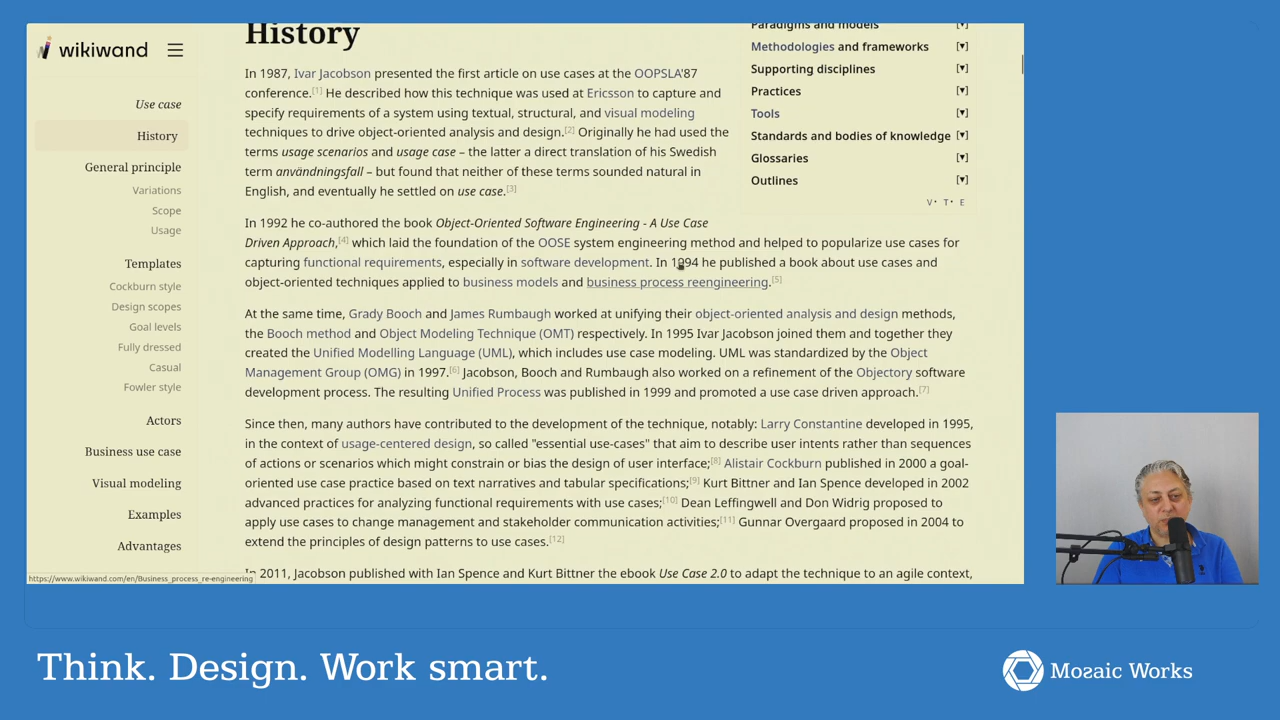 wikiwand
Use case
History
General principle
Variations
Scope
Usage
Templates
Cockburn style
Design scopes
Goal levels
Fully dressed
Casual
Fowler style
Actors
Business use case
Visual modeling
Examples
Advantages
https://www.wikiwand.com/en/Business_process_re-engineering
History
In 1987, Ivar Jacobson presented the first article on use cases at the OOPSLA'87
conference.[1] He described how this technique was used at Ericsson to capture and
specify requirements of a system using textual, structural, and visual modeling
techniques to drive object-oriented analysis and design.[2] Originally he had used the
terms usage scenarios and usage case – the latter a direct translation of his Swedish
term användningsfall – but found that neither of these terms sounded natural in
English, and eventually he settled on use case.[3]
In 1992 he co-authored the book Object-Oriented Software Engineering - A Use Case
Driven Approach,[4] which laid the foundation of the OOSE system engineering method and helped to popularize use cases for
capturing functional requirements, especially in software development. In 1994 he published a book about use cases and
object-oriented techniques applied to business models and business process reengineering.[5]
At the same time, Grady Booch and James Rumbaugh worked at unifying their object-oriented analysis and design methods,
the Booch method and Object Modeling Technique (OMT) respectively. In 1995 Ivar Jacobson joined them and together they
created the Unified Modelling Language (UML), which includes use case modeling. UML was standardized by the Object
Management Group (OMG) in 1997.[6] Jacobson, Booch and Rumbaugh also worked on a refinement of the Objectory software
development process. The resulting Unified Process was published in 1999 and promoted a use case driven approach.[7]
Since then, many authors have contributed to the development of the technique, notably: Larry Constantine developed in 1995,
in the context of usage-centered design, so called "essential use-cases" that aim to describe user intents rather than sequences
of actions or scenarios which might constrain or bias the design of user interface;[8] Alistair Cockburn published in 2000 a goal-
oriented use case practice based on text narratives and tabular specifications;[9] Kurt Bittner and Ian Spence developed in 2002
advanced practices for analyzing functional requirements with use cases;[10] Dean Leffingwell and Don Widrig proposed to
apply use cases to change management and stakeholder communication activities;[11] Gunnar Overgaard proposed in 2004 to
extend the principles of design patterns to use cases.[12]
In 2011, Jacobson published with Ian Spence and Kurt Bittner the ebook Use Case 2.0 to adapt the technique to an agile context,
Paradigms and models [▼]
Methodologies and frameworks [▼]
Supporting disciplines [▼]
Practices [▼]
Tools [▼]
Standards and bodies of knowledge [▼]
Glossaries [▼]
Outlines [▼]
V · T · E
Think. Design. Work smart.
Mozaic Works